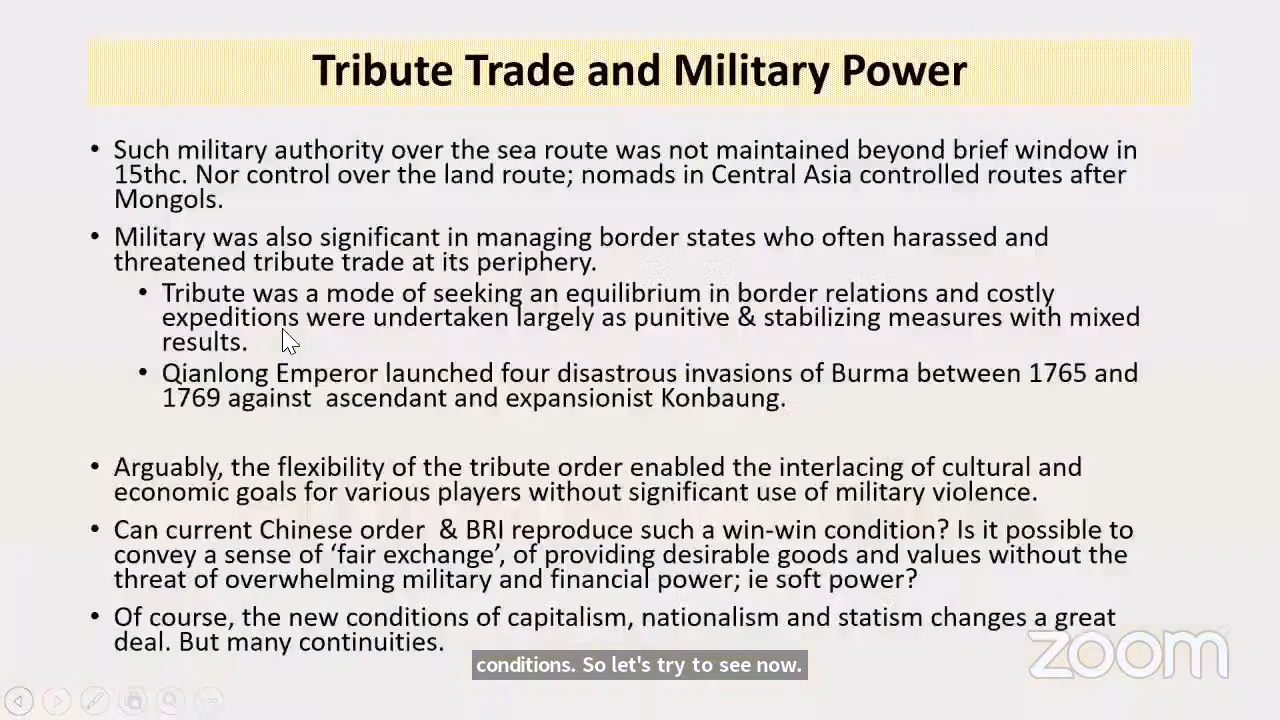 Tribute Trade and Military Power
• Such military authority over the sea route was not maintained beyond brief window in
15thc. Nor control over the land route; nomads in Central Asia controlled routes after
Mongols.
• Military was also significant in managing border states who often harassed and
threatened tribute trade at its periphery.
• Tribute was a mode of seeking an equilibrium in border relations and costly
expeditions were undertaken largely as punitive & stabilizing measures with mixed
results.
• Qianlong Emperor launched four disastrous invasions of Burma between 1765 and
1769 against  ascendant and expansionist Konbaung.
• Arguably, the flexibility of the tribute order enabled the interlacing of cultural and
economic goals for various players without significant use of military violence.
• Can current Chinese order  & BRI reproduce such a win-win condition? Is it possible to
convey a sense of ‘fair exchange’, of providing desirable goods and values without the
threat of overwhelming military and financial power; ie soft power?
• Of course, the new conditions of capitalism, nationalism and statism changes a great
deal. But many continuities.
zoom
conditions. So let's try to see now.